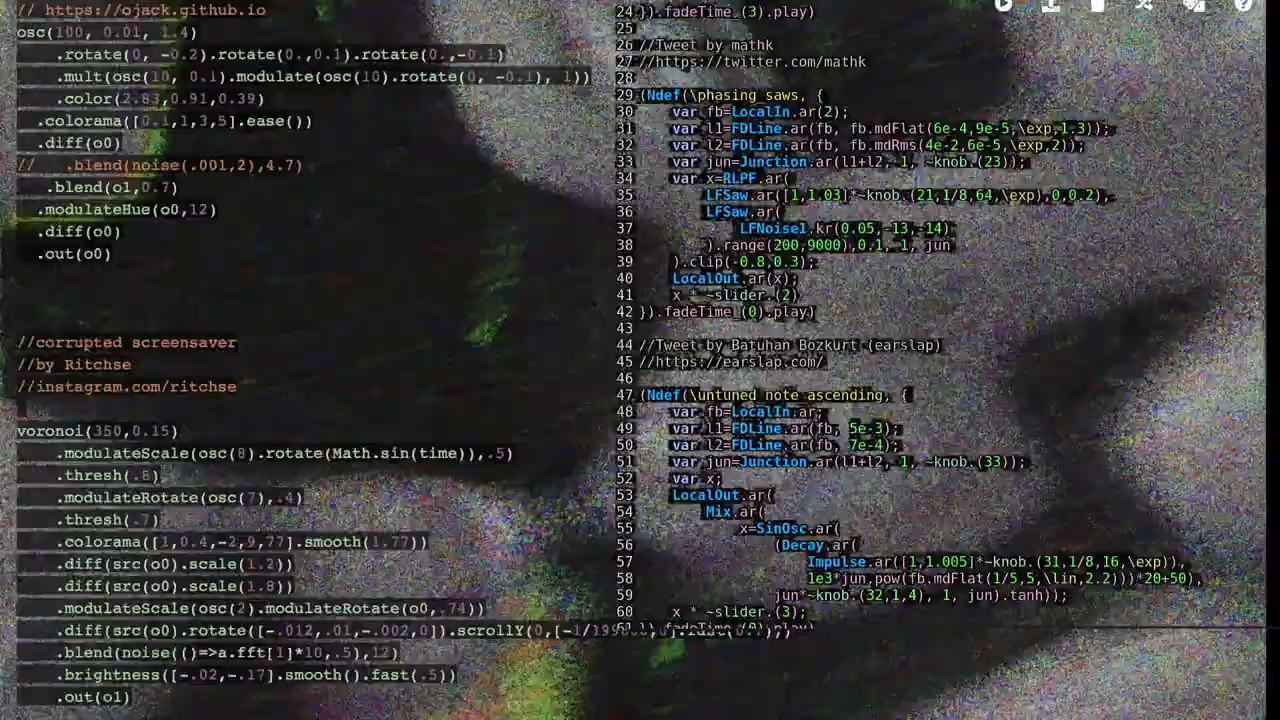 // https://ojack.github.io
osc(100, 0.01, 1.4)
.rotate(0, -0.2).rotate(0.,0.1).rotate(0.,-0.1)
.mult(osc(10, 0.1).modulate(osc(10).rotate(0, -0.1), 1))
.color(2.83,0.91,0.39)
.colorama([0.1,1,3,5].ease())
.diff(o0)
// .blend(noise(.001,2),4.7)
.blend(o1,0.7)
.modulateHue(o0,12)
.diff(o0)
.out(o0)
//corrupted screensaver
//by Ritchse
//instagram.com/ritchse
voronoi(350,0.15)
.modulateScale(osc(8).rotate(Math.sin(time)),.5)
.thresh(.8)
.modulateRotate(osc(7),.4)
.thresh(.7)
.colorama([1,0.4,-2,9,77].smooth(1.77))
.diff(src(o0).scale(1.2))
.diff(src(o0).scale(1.8))
.modulateScale(osc(2).modulateRotate(o0,.74))
.diff(src(o0).rotate([-.012,.01,-.002,0]).scrollY(0,[-1/
.blend(noise(()=>a.fft[1]*10,.5),12)
.brightness([-.02,-.17].smooth().fast(.5))
.out(o1)
24 }).fadeTime_(3).play)
25
26 //Tweet by mathk
27 //https://twitter.com/mathk
28
29 (Ndef(\phasing_saws, {
30 var fb=LocalIn.ar(2);
31 var l1=FDLine.ar(fb, fb.mdFlat(6e-4,9e-5,\exp,1.3));
32 var l2=FDLine.ar(fb, fb.mdRms(4e-2,6e-5,\exp,2));
33 var jun=Junction.ar(l1+l2,-1, ~knob.(23));
34 var x=RLPF.ar(
35 LFSaw.ar([1,1.03]*~knob.(21,1/8,64,\exp),0,0.2),
36 LFSaw.ar(
37 LFNoise1.kr(0.05,-13,-14)
38 ).range(200,9000),0.1,-1, jun
39 ).clip(-0.8,0.3);
40 LocalOut.ar(x);
41 x * ~slider.(2)
42 }).fadeTime_(0).play)
43
44 //Tweet by Batuhan Bozkurt (earslap)
45 //https://earslap.com/
46
47 (Ndef(\untuned_note_ascending, {
48 var fb=LocalIn.ar;
49 var l1=FDLine.ar(fb, 5e-3);
50 var l2=FDLine.ar(fb, 7e-4);
51 var jun=Junction.ar(l1+l2,-1, ~knob.(33));
52 var x;
53 LocalOut.ar(
54 Mix.ar(
55 x=SinOsc.ar(
56 (Decay.ar(
57 Impulse.ar([1,1.005]*~knob.(31,1/8,16,\exp)),
58 1e3*jun.pow(fb.mdFlat(1/5,5,\lin,2.2)))*20+50),
59 jun*~knob.(32,1,4), 1, jun).tanh));
60 x * ~slider.(3);
61 }).fadeTime_(0).play)